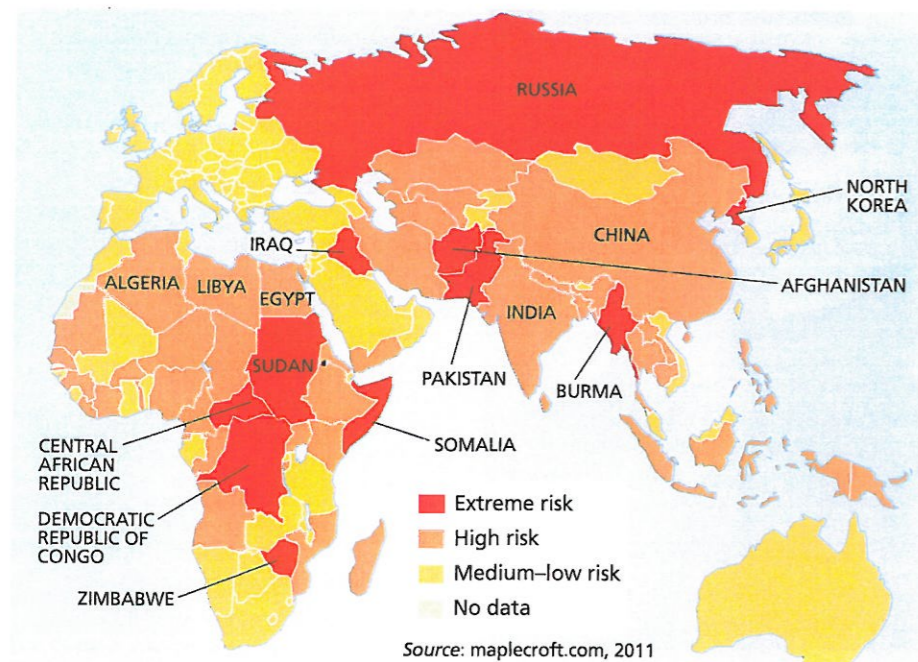 RUSSIA
NORTH
KOREA
IRAQ
CHINA
ALGERIA
LIBYA
EGYPT
AFGHANISTAN
INDIA
SUDAN
PAKISTAN
BURMA
CENTRAL
AFRICAN
REPUBLIC
SOMALIA
DEMOCRATIC
REPUBLIC OF
CONGO
ZIMBABWE
Extreme risk
High risk
Medium–low risk
No data
Source: maplecroft.com, 2011